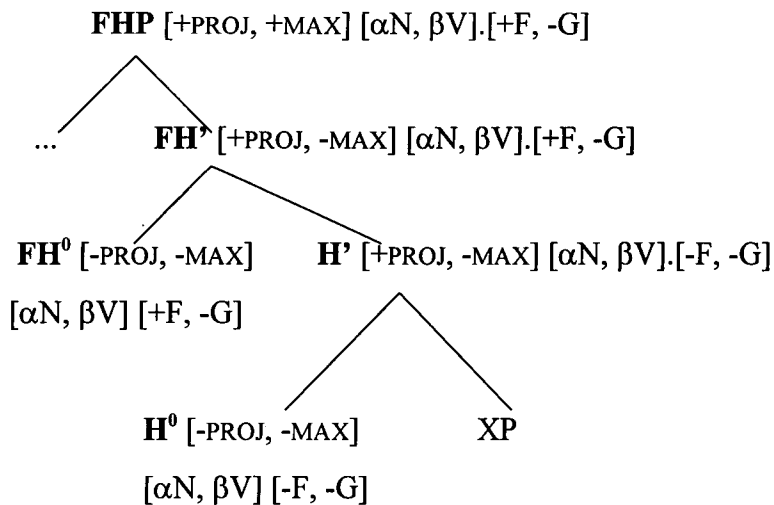 FHP [+PROJ, +MAX] [αN, βV].[+F, -G]
... FH’ [+PROJ, -MAX] [αN, βV].[+F, -G]
FH⁰ [-PROJ, -MAX] H’ [+PROJ, -MAX] [αN, βV].[-F, -G]
[αN, βV] [+F, -G]
H⁰ [-PROJ, -MAX] XP
[αN, βV] [-F, -G]